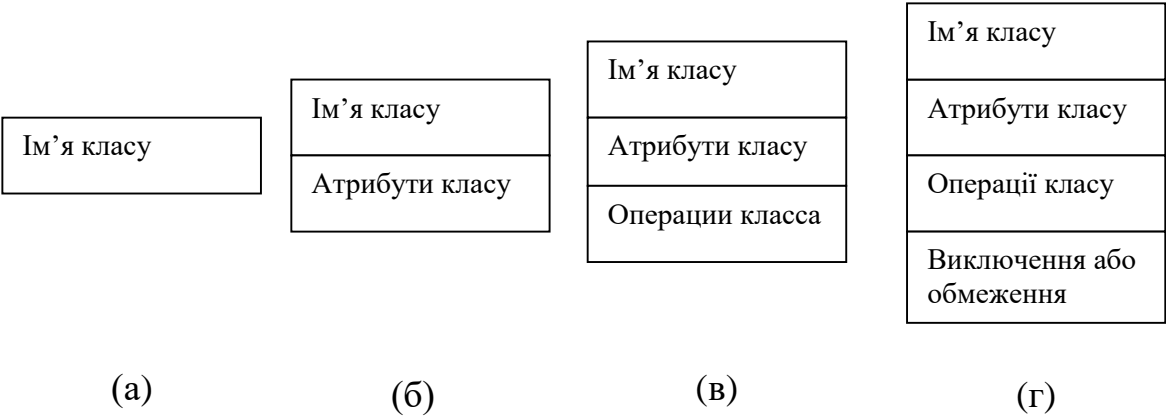 Ім’я класу
Ім’я класу
Атрибути класу
Ім’я класу
Атрибути класу
Операции класса
Ім’я класу
Атрибути класу
Операції класу
Виключення або
обмеження
(а)
(б)
(в)
(г)